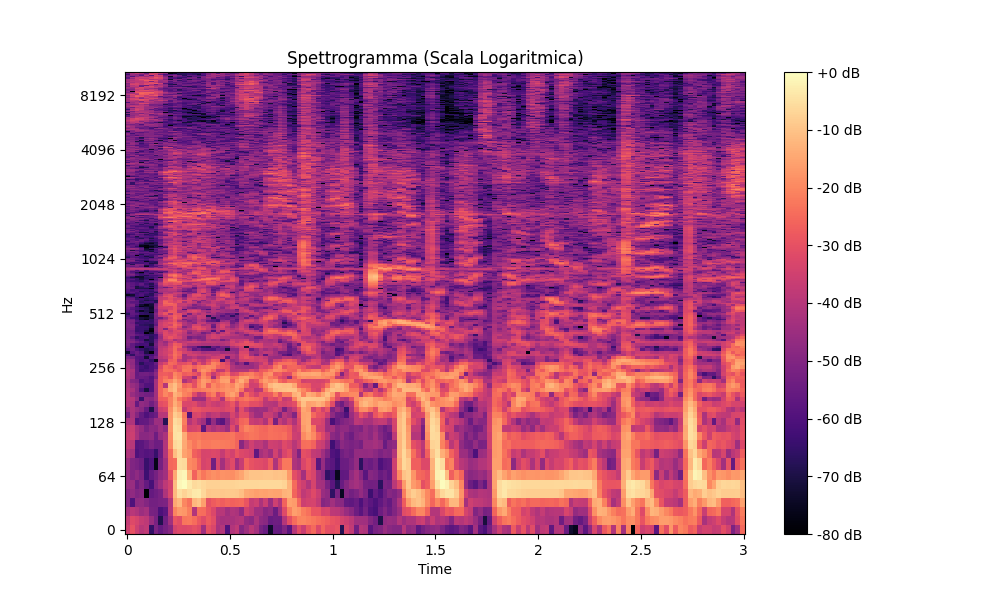 Spettrogramma (Scala Logaritmica)
8192
4096
2048
1024
512
256
128
64
0
Hz
0
0.5
1
1.5
2
2.5
3
Time
+0 dB
-10 dB
-20 dB
-30 dB
-40 dB
-50 dB
-60 dB
-70 dB
-80 dB